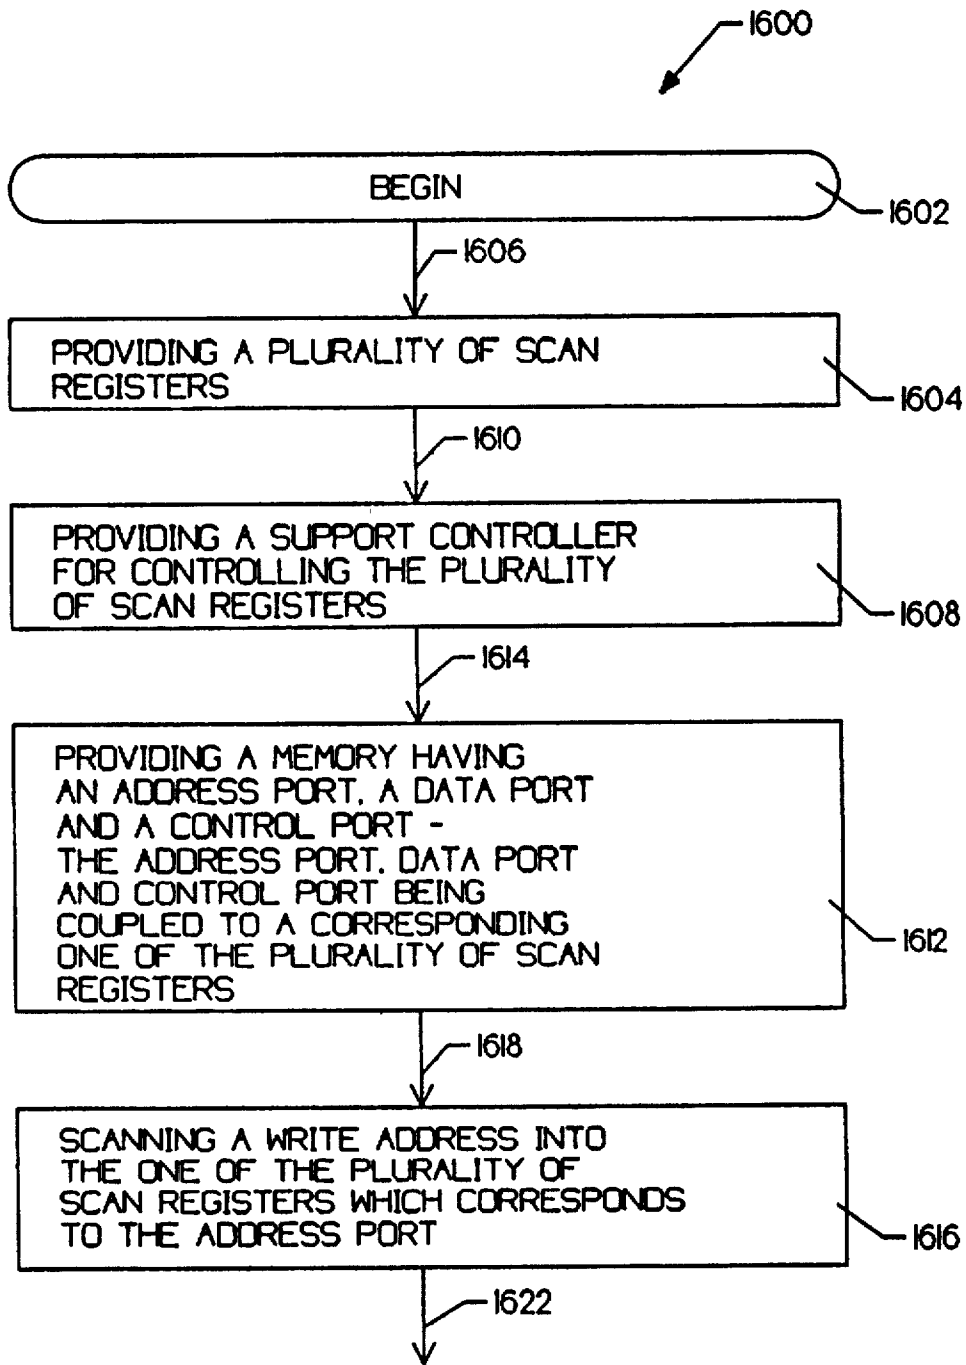 1600
BEGIN
1602
1606
PROVIDING A PLURALITY OF SCAN
REGISTERS
1604
1610
PROVIDING A SUPPORT CONTROLLER
FOR CONTROLLING THE PLURALITY
OF SCAN REGISTERS
1608
1614
PROVIDING A MEMORY HAVING
AN ADDRESS PORT, A DATA PORT
AND A CONTROL PORT -
THE ADDRESS PORT, DATA PORT
AND CONTROL PORT BEING
COUPLED TO A CORRESPONDING
ONE OF THE PLURALITY OF SCAN
REGISTERS
1612
1618
SCANNING A WRITE ADDRESS INTO
THE ONE OF THE PLURALITY OF
SCAN REGISTERS WHICH CORRESPONDS
TO THE ADDRESS PORT
1616
1622